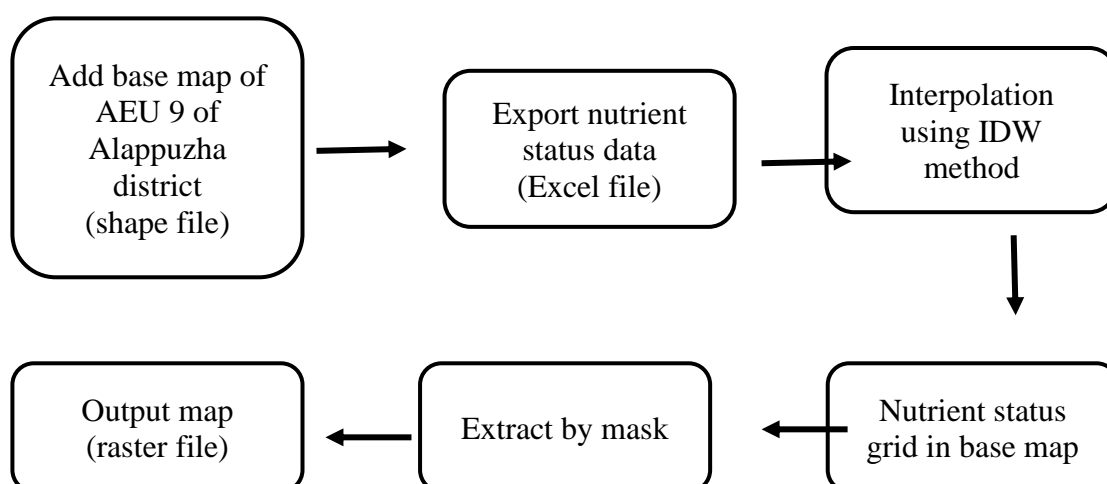 Add base map of
AEU 9 of
Alappuzha
district
(shape file)
Export nutrient
status data
(Excel file)
Interpolation
using IDW
method
Nutrient status
grid in base map
Extract by mask
Output map
(raster file)